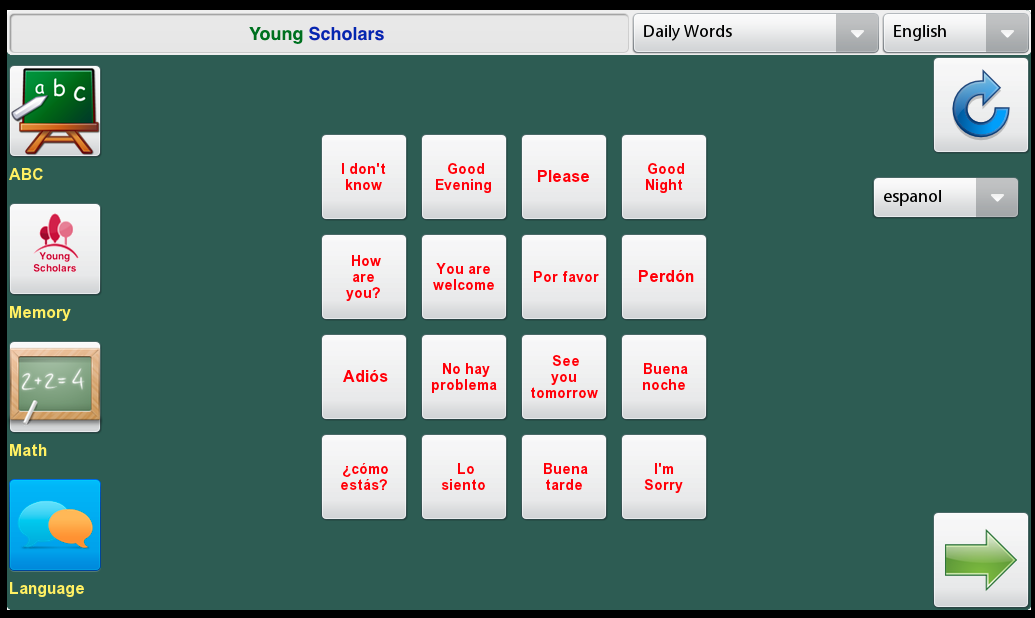 Young Scholars
Daily Words
English
a b c
ABC
espanol
Young
Scholars
Memory
2+2=4
Math
Language
I don't
know
Good
Evening
Please
Good
Night
How
are
you?
You are
welcome
Por favor
Perdón
Adiós
No hay
problema
See
you
tomorrow
Buena
noche
¿cómo
estás?
Lo
siento
Buena
tarde
I'm
Sorry